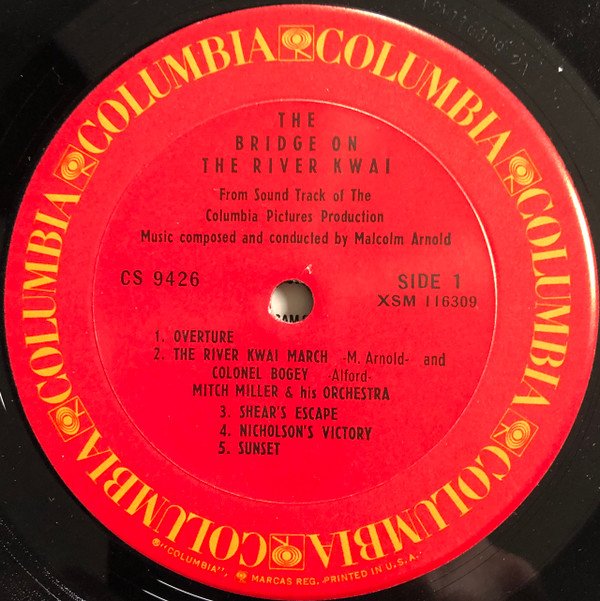 COLUMBIA COLUMBIA COLUMBIA COLUMBIA COLUMBIA COLUMBIA COLUMBIA COLUMBIA COLUMBIA
THE
BRIDGE ON
THE RIVER KWAI
From Sound Track of The
Columbia Pictures Production
Music composed and conducted by Malcolm Arnold
CS 9426
SIDE 1
XSM 116309
1. OVERTURE
2. THE RIVER KWAI MARCH -M. Arnold- and
COLONEL BOGEY -Alford-
MITCH MILLER & his ORCHESTRA
3. SHEAR'S ESCAPE
4. NICHOLSON'S VICTORY
5. SUNSET
®"COLUMBIA", MARCAS REG. PRINTED IN U.S.A.